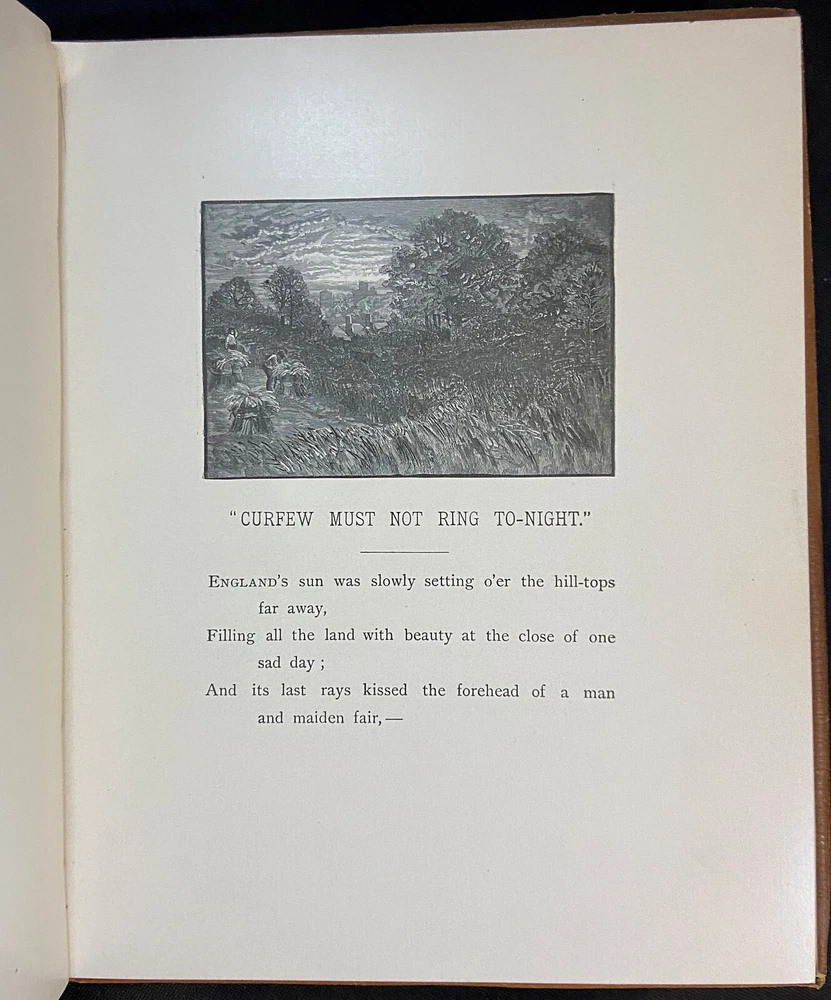 "CURFEW MUST NOT RING TO-NIGHT."
ENGLAND'S sun was slowly setting o'er the hill-tops
far away,
Filling all the land with beauty at the close of one
sad day ;
And its last rays kissed the forehead of a man
and maiden fair,—